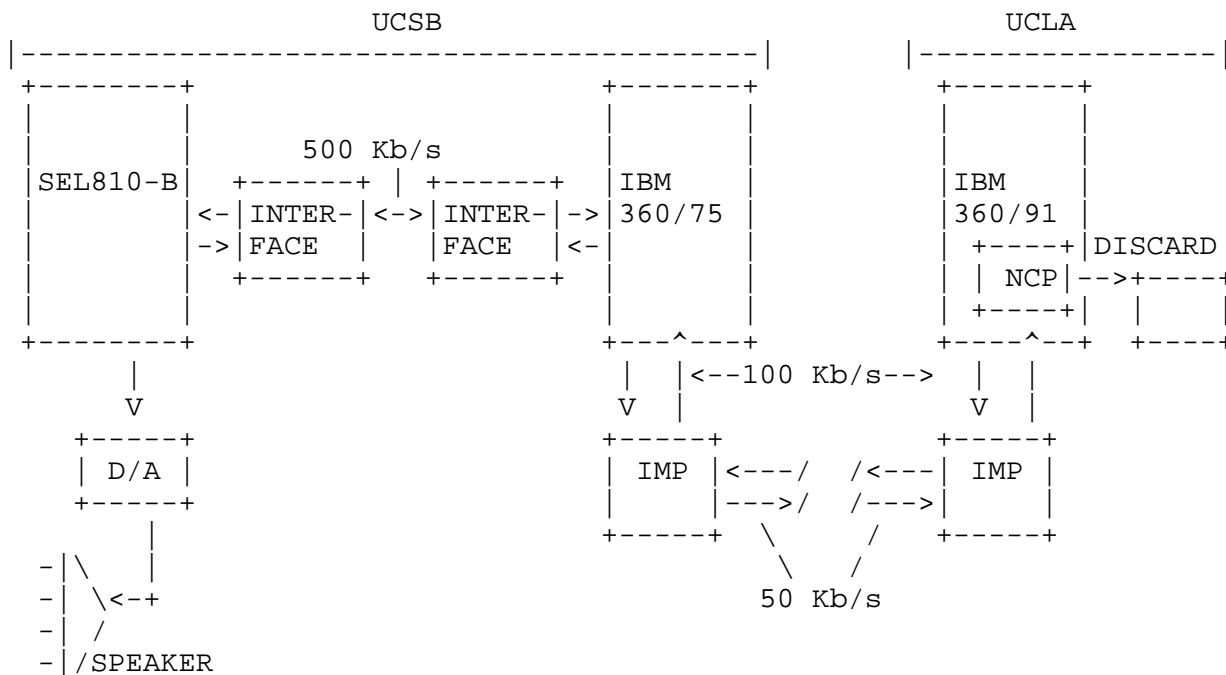 UCSB UCLA
500 Kb/s
SEL810-B IBM IBM
INTER- INTER- 360/75 360/91
FACE FACE DISCARD
NCP
<--100 Kb/s-->
V V V
D/A IMP IMP
50 Kb/s
SPEAKER